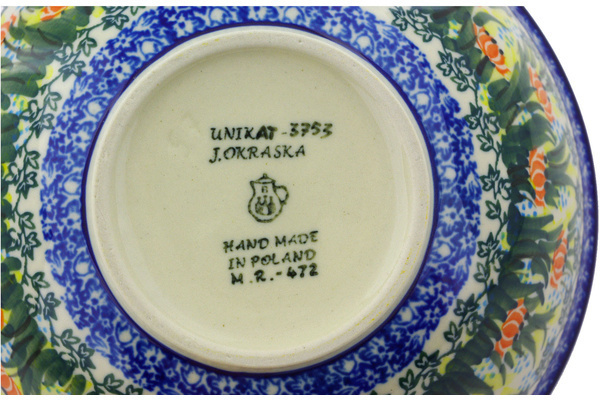 UNIKAT-3753
J.OKRASKA
HAND MADE
IN POLAND
M.R.-472